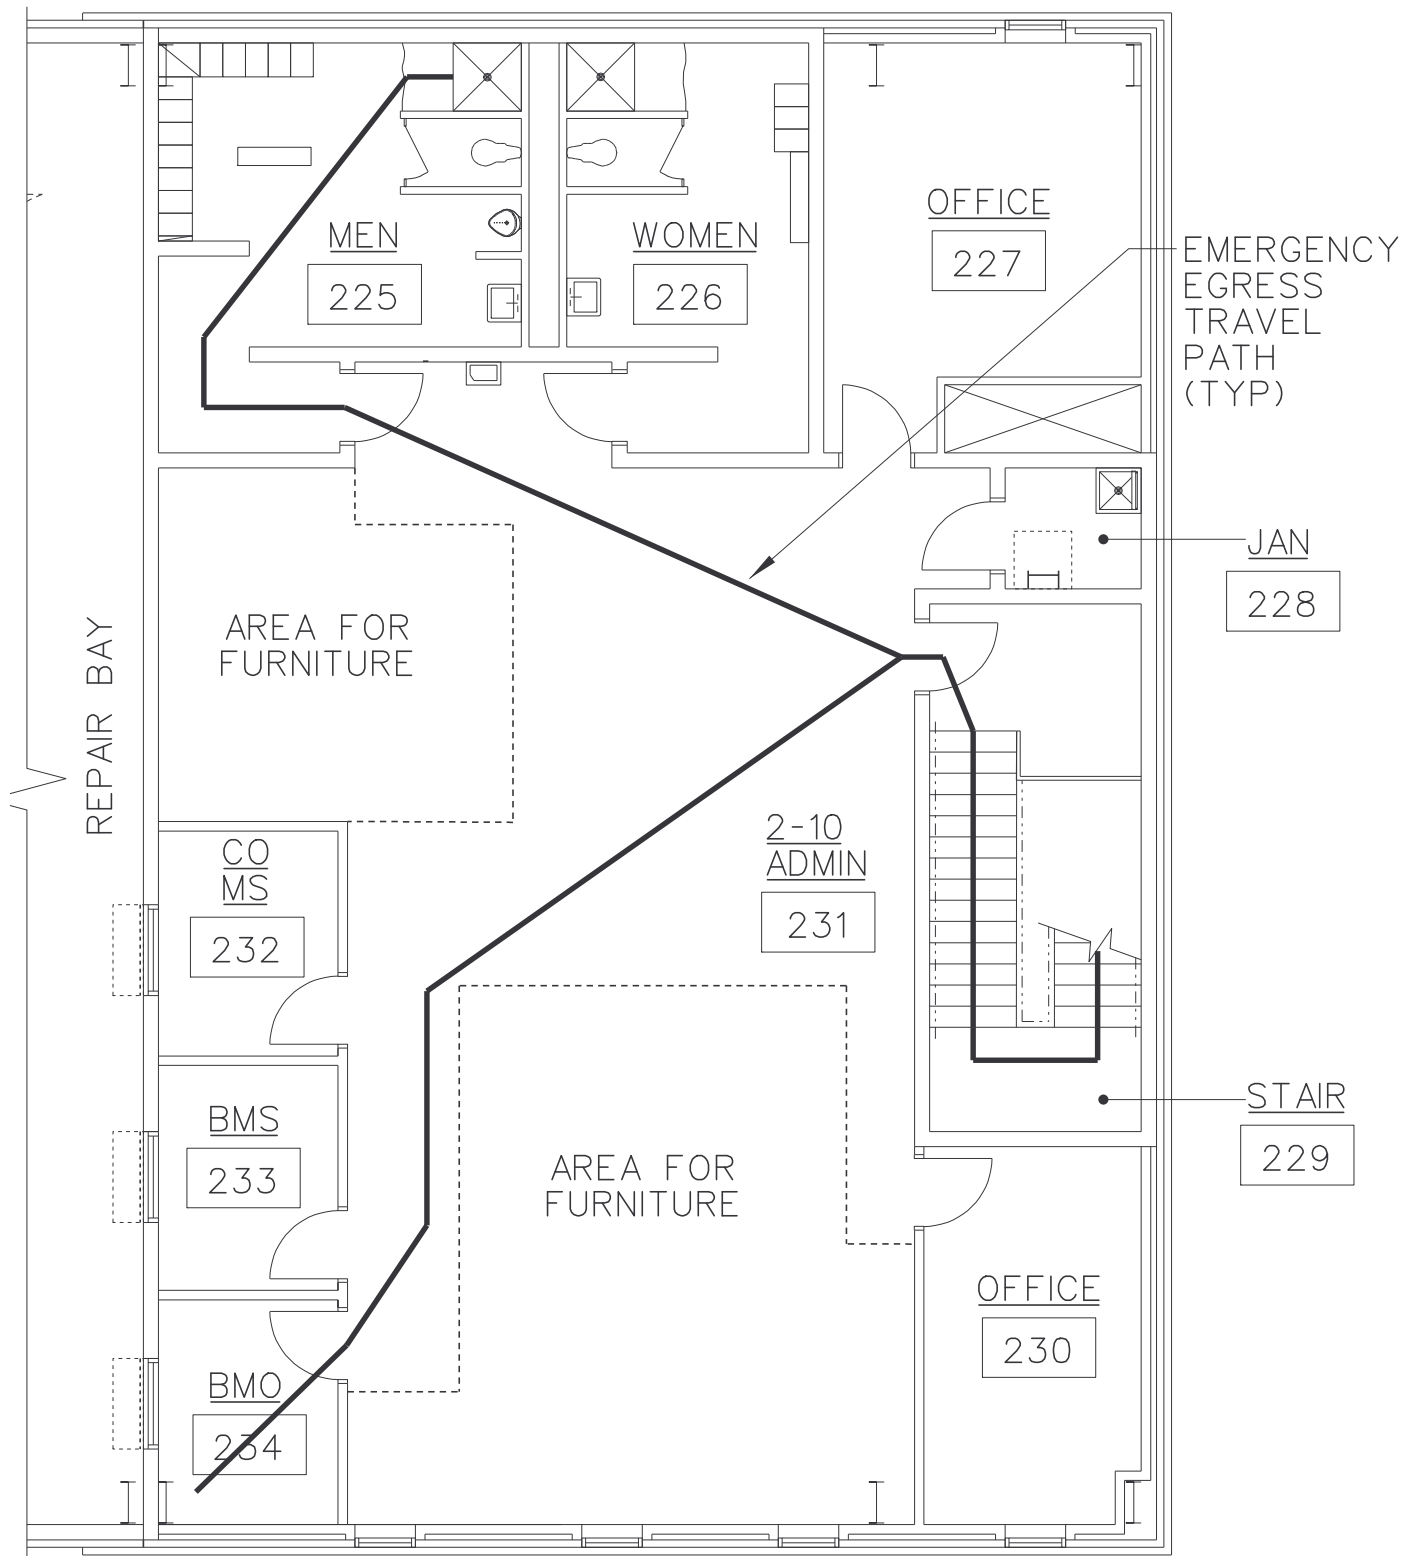 OFFICE
227
MEN
225
WOMEN
226
EMERGENCY
EGRESS
TRAVEL
PATH
(TYP)
JAN
228
AREA FOR
FURNITURE
REPAIR BAY
CO
MS
232
2-10
ADMIN
231
BMS
233
STAIR
229
AREA FOR
FURNITURE
OFFICE
230
BMO
234